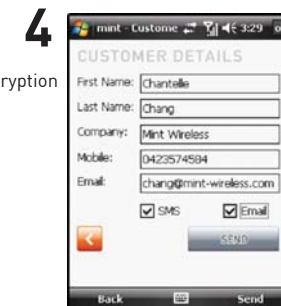 4
mint - Custome 3:29 o
CUSTOMER DETAILS
ryption
First Name: Chantelle
Last Name: Chang
Company: Mint Wireless
Mobile: 0423574584
Email: chang@mint-wireless.com
SMS Email
SEND
Back Send